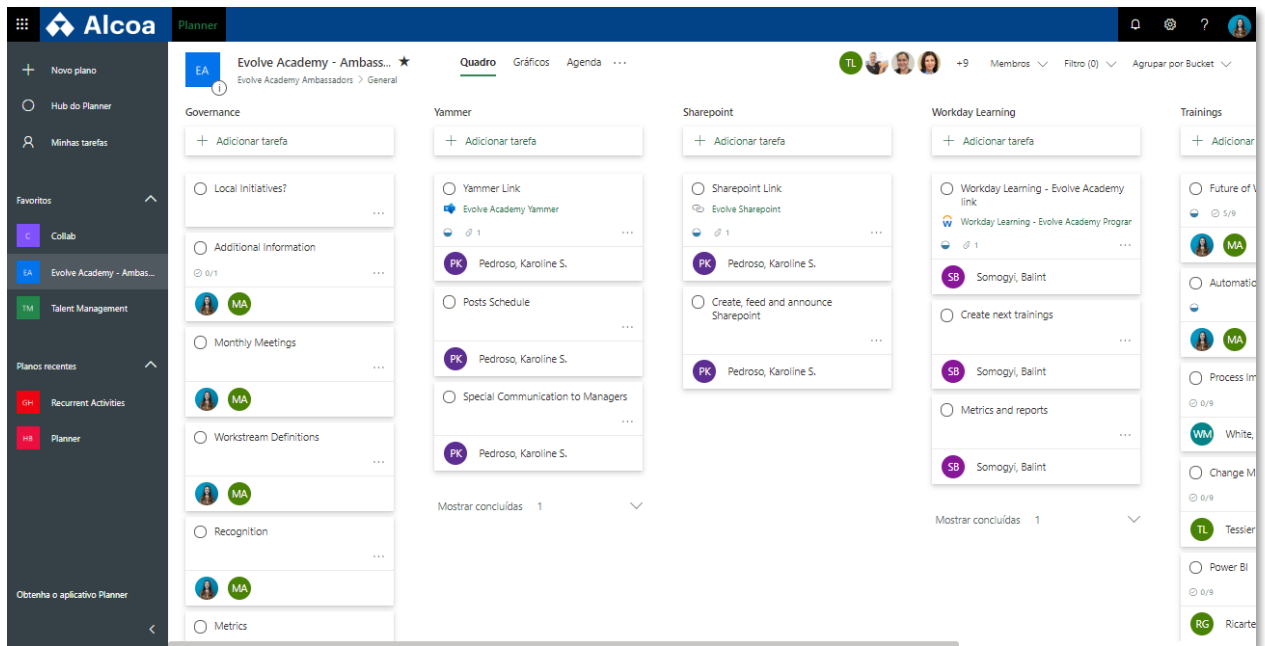 Alcoa
Planner
?
Novo plano
Hub do Planner
Minhas tarefas
Favoritos
C Collab
EA Evolve Academy - Ambas...
TM Talent Management
Planos recentes
GH Recurrent Activities
HB Planner
Obtenha o aplicativo Planner
EA
Evolve Academy - Ambass...
Evolve Academy Ambassadors > General
Quadro Gráficos Agenda ...
TL +9 Membros Filtro (0) Agrupar por Bucket
Governance
+ Adicionar tarefa
Local Initiatives?
Additional Information
0/1
MA
Monthly Meetings
MA
Workstream Definitions
MA
Recognition
MA
Metrics
Yammer
+ Adicionar tarefa
Yammer Link
Evolve Academy Yammer
1
PK Pedroso, Karoline S.
Posts Schedule
PK Pedroso, Karoline S.
Special Communication to Managers
PK Pedroso, Karoline S.
Mostrar concluídas 1
Sharepoint
+ Adicionar tarefa
Sharepoint Link
Evolve Sharepoint
1
PK Pedroso, Karoline S.
Create, feed and announce
Sharepoint
PK Pedroso, Karoline S.
Workday Learning
+ Adicionar tarefa
Workday Learning - Evolve Academy
link
Workday Learning - Evolve Academy Prograr
1
SB Somogyi, Balint
Create next trainings
SB Somogyi, Balint
Metrics and reports
SB Somogyi, Balint
Mostrar concluídas 1
Trainings
+ Adicionar
Future of
5/9
MA
Automatic
MA
Process Im
0/9
WM White,
Change M
0/9
TL Tessier
Power BI
0/9
RG Ricarte